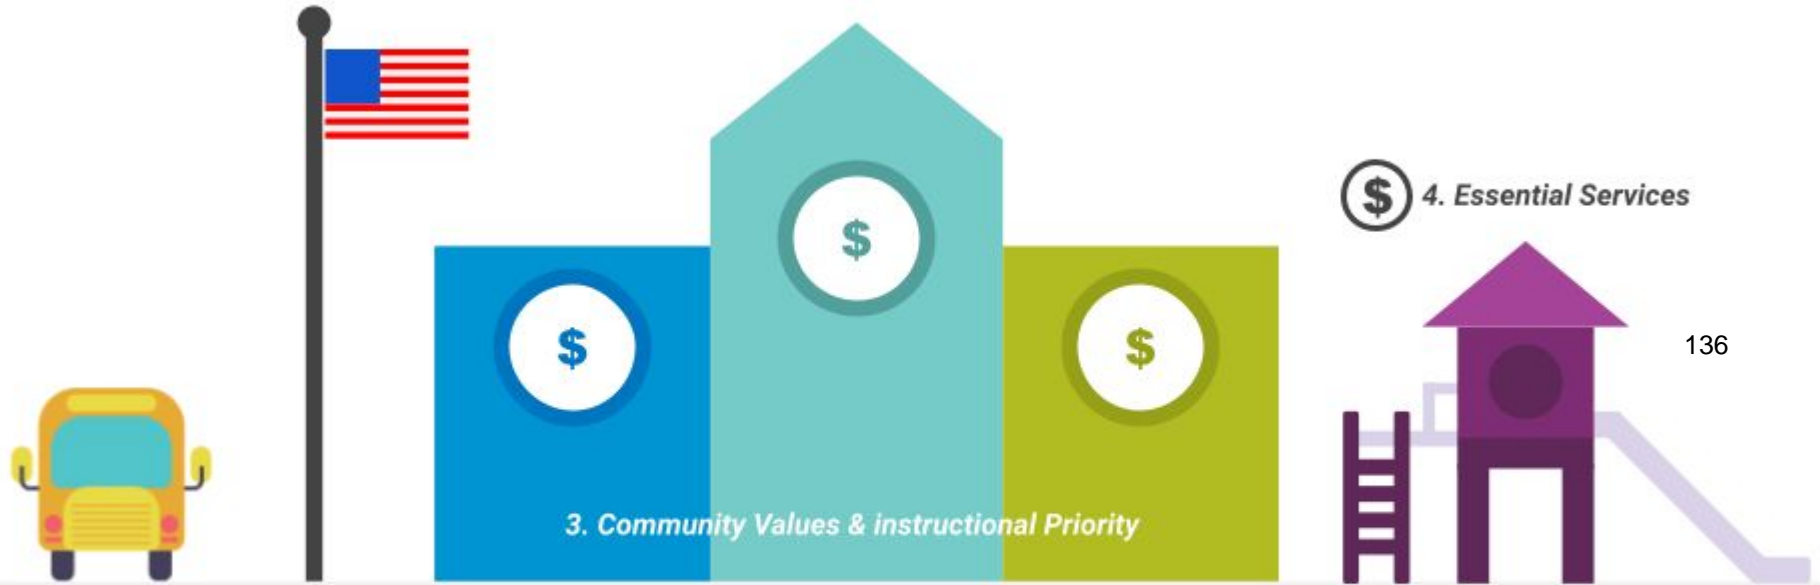 $
$ 4. Essential Services
$
$
136
3. Community Values & instructional Priority